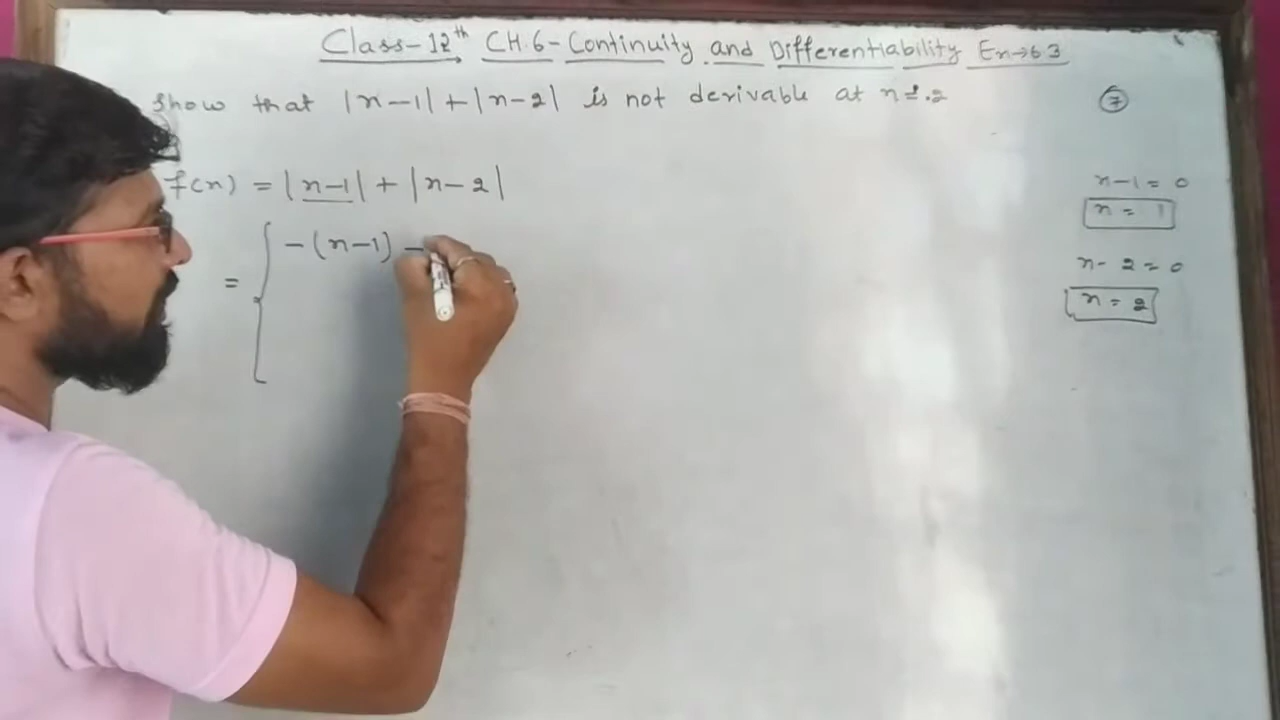 Class-12th CH.6-Continuity and Differentiability Ex→6.3
Show that |x-1|+|x-2| is not derivable at x=.2
7
f(x) = |x-1| + |x-2|
= { -(x-1) -
x-1=0
x = 1
x-2=0
x = 2